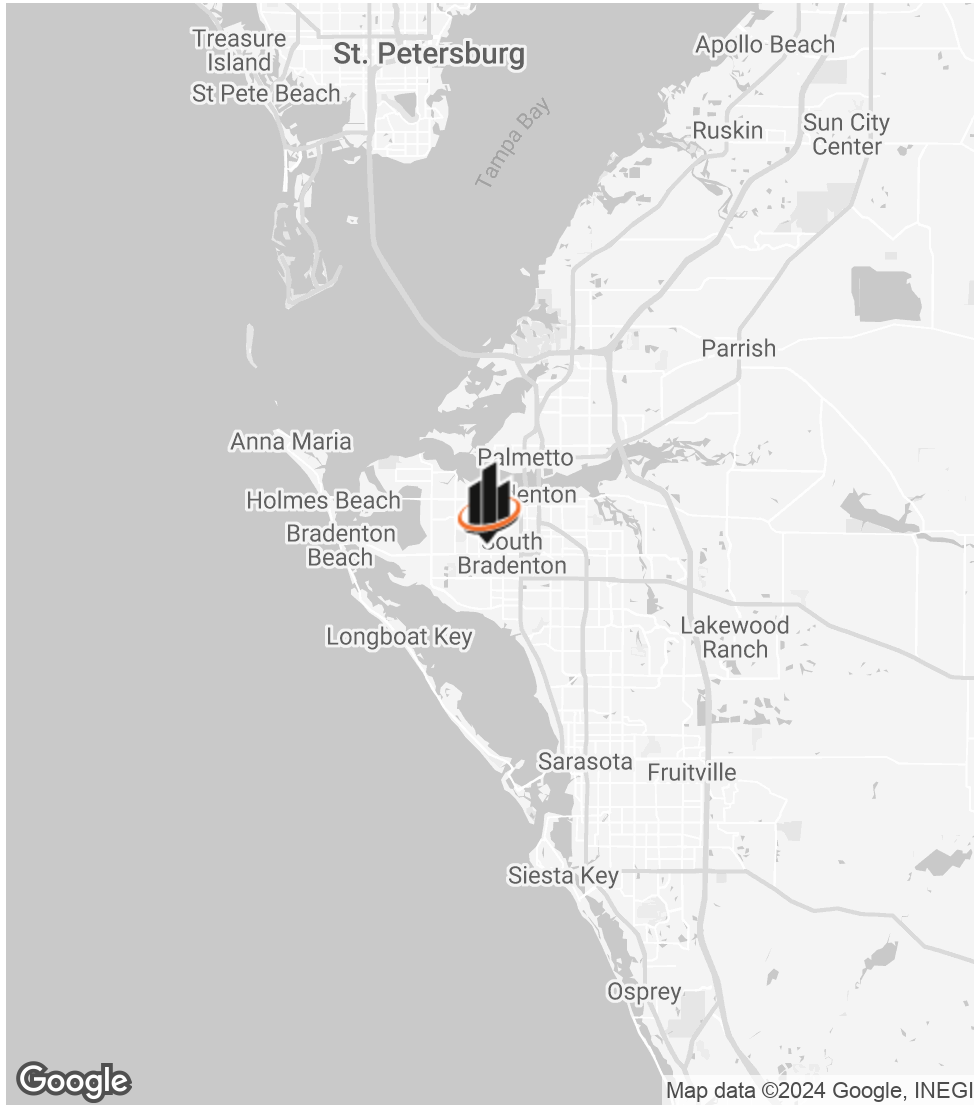 Treasure
Island
St. Petersburg
Apollo Beach
St Pete Beach
Tampa Bay
Ruskin
Sun City
Center
Parrish
Anna Maria
Palmetto
Holmes Beach
denton
Bradenton
Beach
South
Bradenton
Longboat Key
Lakewood
Ranch
Sarasota
Fruitville
Siesta Key
Osprey
Google
Map data ©2024 Google, INEGI